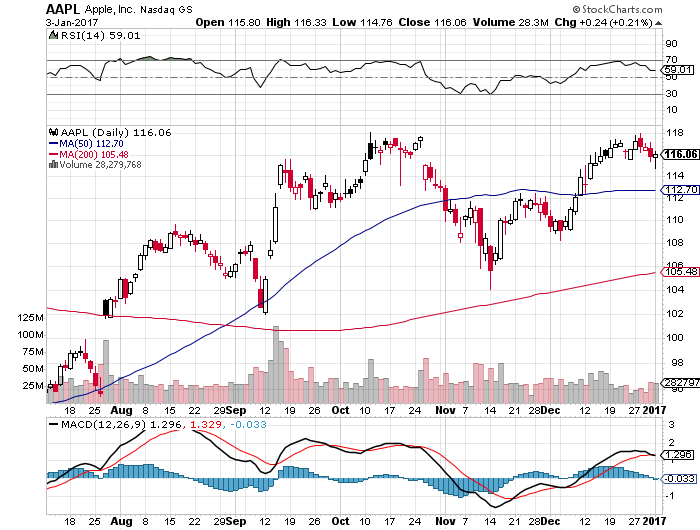 AAPL Apple, Inc. Nasdaq GS © StockCharts.com
3-Jan-2017 Open 115.80 High 116.33 Low 114.76 Close 116.06 Volume 28.3M Chg +0.24 (+0.21%)
RSI(14) 59.01
90
70
59.01
50
30
10
AAPL (Daily) 116.06
MA(50) 112.70
MA(200) 105.48
Volume 28,279,768
118
116.06
114
112.70
112
110
108
106
105.48
104
102
100
98
125M
100M
75M
50M
25M
282797
18 25 Aug 8 15 22 29 Sep 12 19 26 Oct 10 17 24 Nov 7 14 21 28 Dec 12 19 27 2017
MACD(12,26,9) 1.296, 1.329, -0.033
3
2
1.296
-0.033
-1
18 25 Aug 8 15 22 29 Sep 12 19 26 Oct 10 17 24 Nov 7 14 21 28 Dec 12 19 27 2017